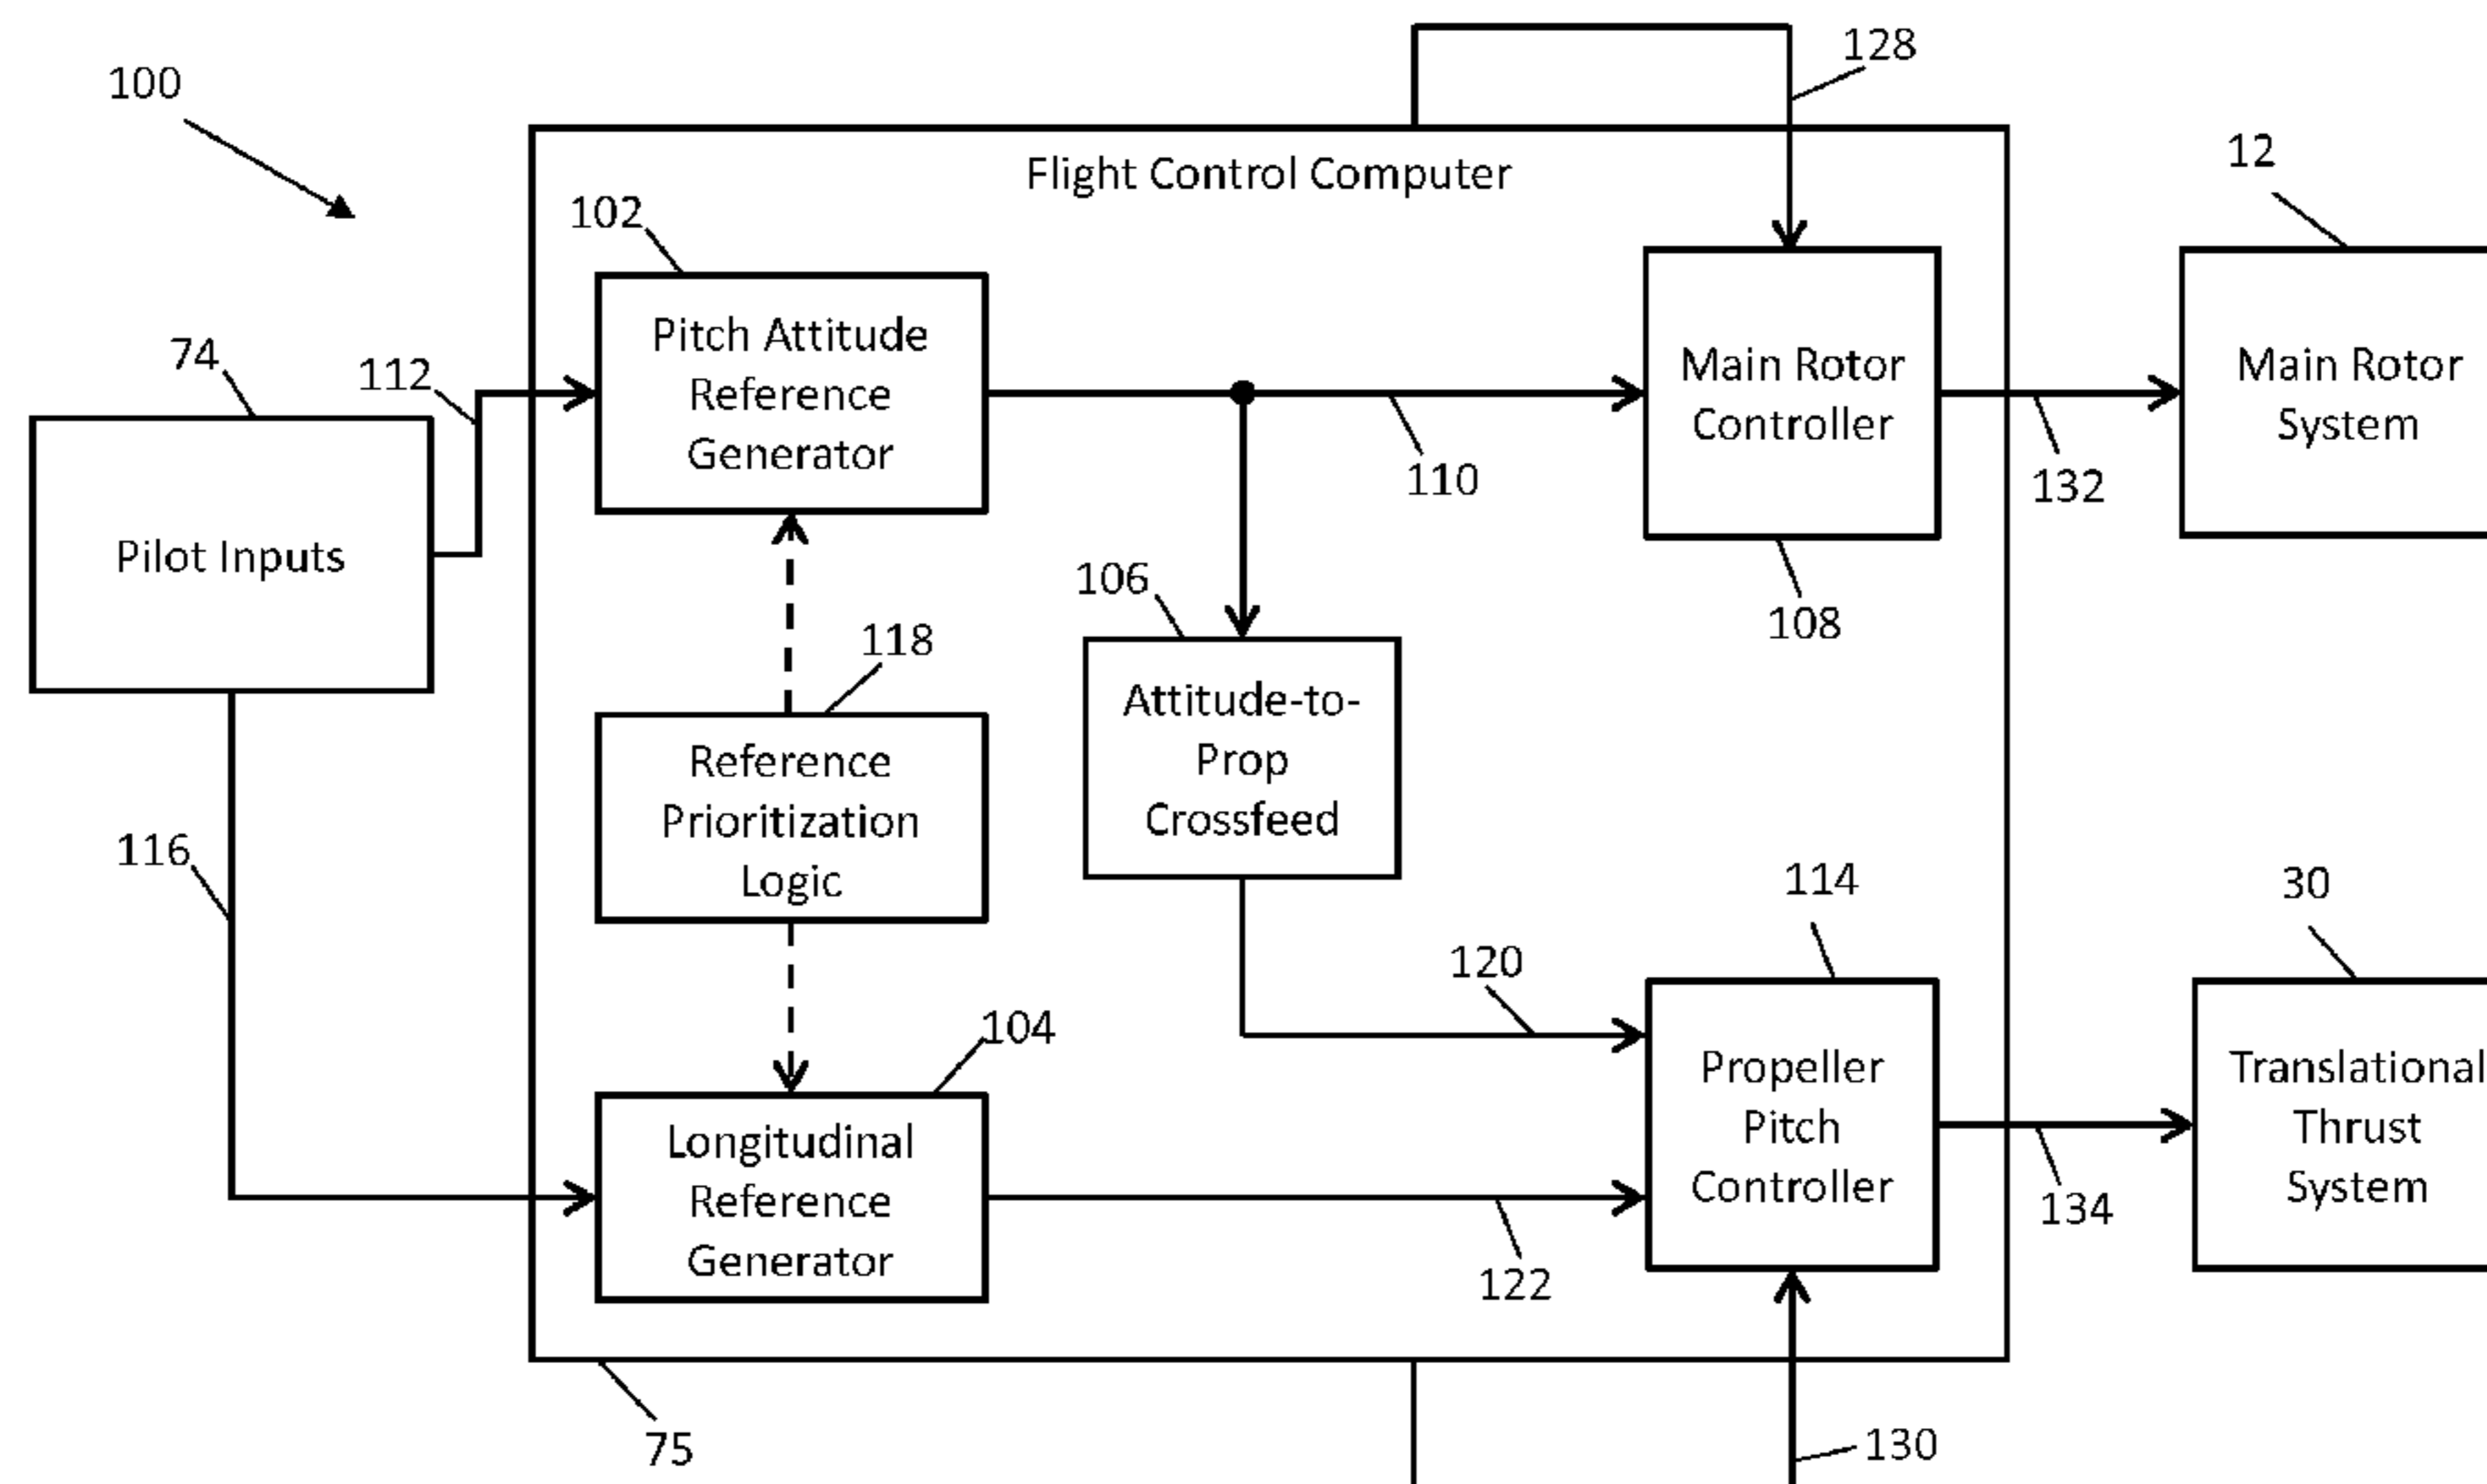 128
100
Flight Control Computer
12
102
Pitch Attitude
Reference
Generator
Main Rotor
Controller
Main Rotor
System
74
112
110
132
Pilot Inputs
106
108
118
Attitude-to-
Prop
Crossfeed
Reference
Prioritization
Logic
116
114
30
120
104
Longitudinal
Reference
Generator
Propeller
Pitch
Controller
Translational
Thrust
System
134
122
75
130